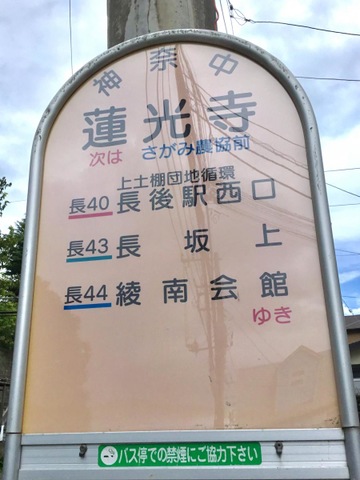 神奈中
蓮光寺
次は さがみ農協前
上土棚団地循環
長40 長後駅西口
長43 長坂上
長44 綾南会館
ゆき
バス停での禁煙にご協力下さい